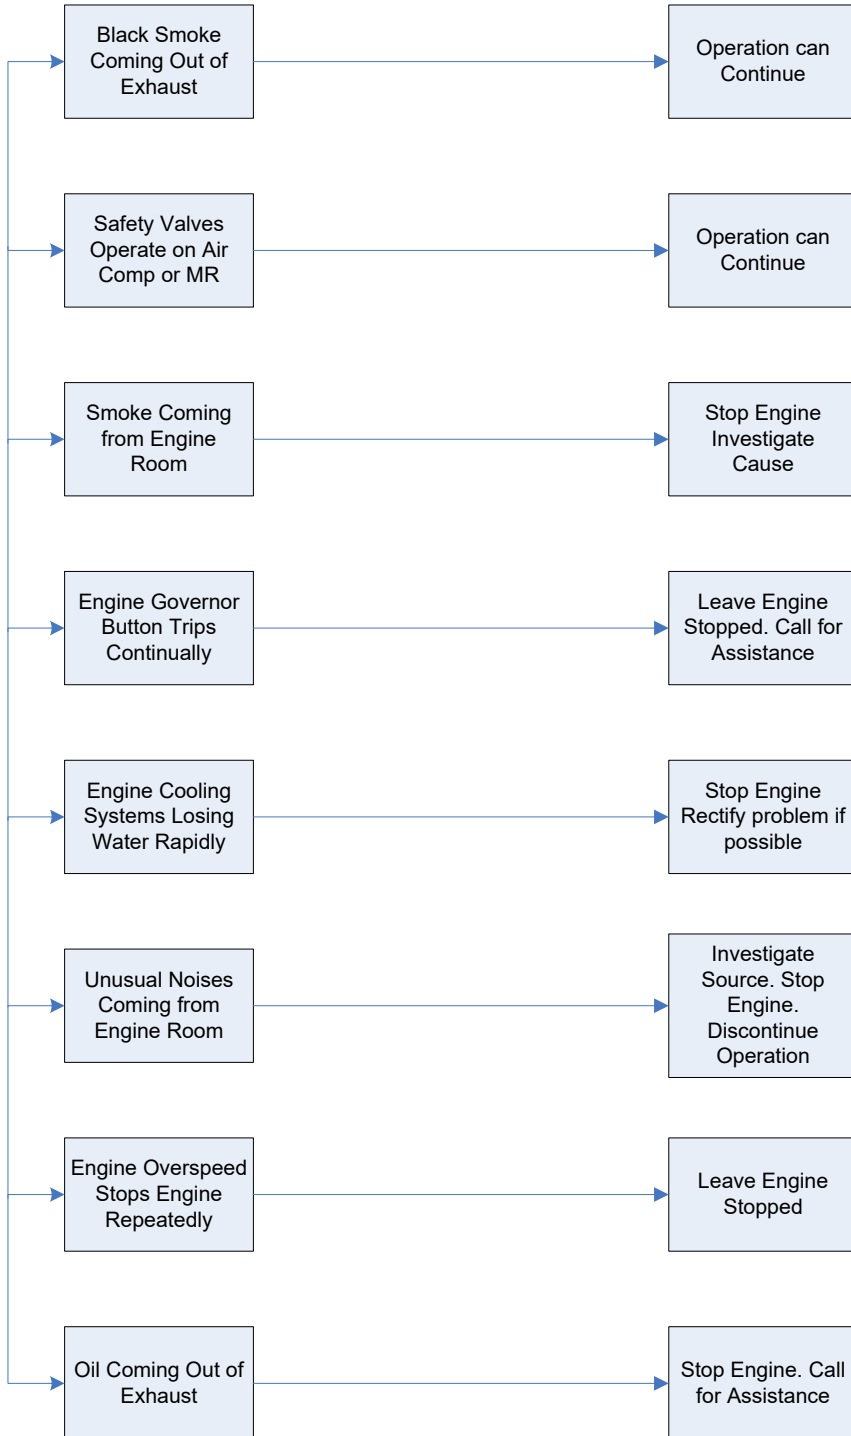 Black Smoke
Coming Out of
Exhaust
Operation can
Continue
Safety Valves
Operate on Air
Comp or MR
Operation can
Continue
Smoke Coming
from Engine
Room
Stop Engine
Investigate
Cause
Engine Governor
Button Trips
Continually
Leave Engine
Stopped. Call for
Assistance
Engine Cooling
Systems Losing
Water Rapidly
Stop Engine
Rectify problem if
possible
Unusual Noises
Coming from
Engine Room
Investigate
Source. Stop
Engine.
Discontinue
Operation
Engine Overspeed
Stops Engine
Repeatedly
Leave Engine
Stopped
Oil Coming Out of
Exhaust
Stop Engine. Call
for Assistance